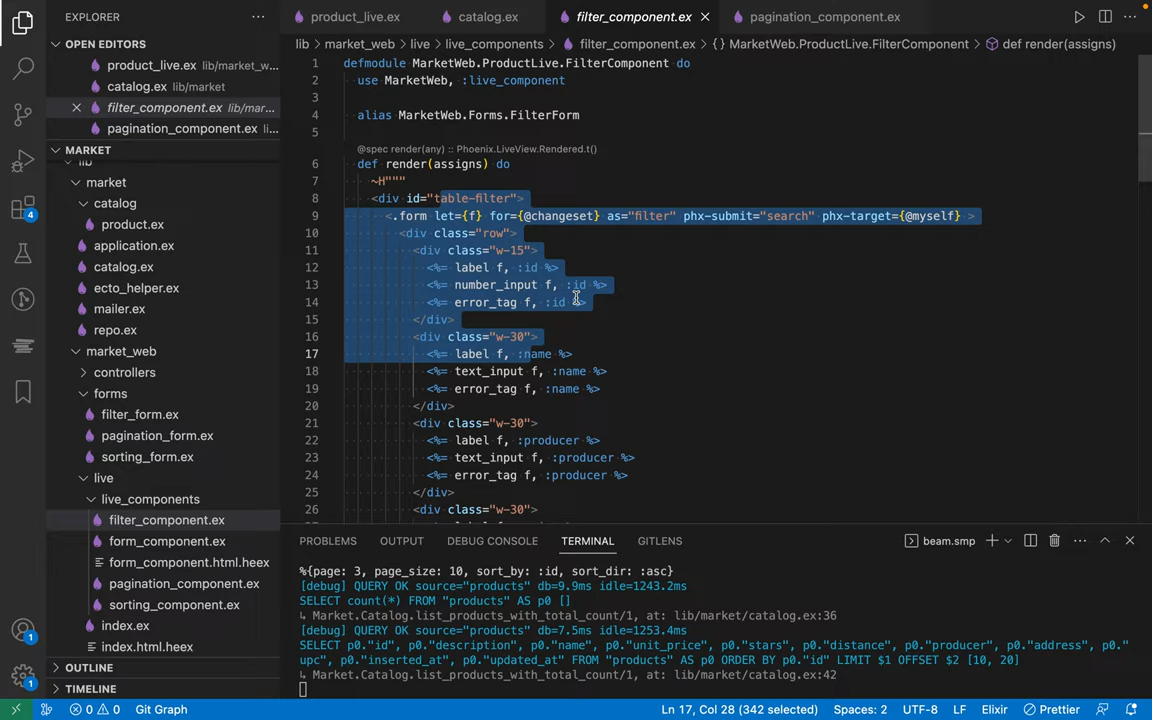 EXPLORER
OPEN EDITORS
product_live.ex lib/market_w...
catalog.ex lib/market
filter_component.ex lib/mar...
pagination_component.ex li...
MARKET
lib
market
catalog
product.ex
application.ex
catalog.ex
ecto_helper.ex
mailer.ex
repo.ex
market_web
controllers
forms
filter_form.ex
pagination_form.ex
sorting_form.ex
live
live_components
filter_component.ex
form_component.ex
form_component.html.heex
pagination_component.ex
sorting_component.ex
index.ex
index.html.heex
OUTLINE
TIMELINE
4
1
1
product_live.ex catalog.ex filter_component.ex pagination_component.ex
lib > market_web > live > live_components > filter_component.ex > {} MarketWeb.ProductLive.FilterComponent > def render(assigns)
1 defmodule MarketWeb.ProductLive.FilterComponent do
2 use MarketWeb, :live_component
3
4 alias MarketWeb.Forms.FilterForm
5
@spec render(any) :: Phoenix.LiveView.Rendered.t()
6 def render(assigns) do
7 ~H"""
8 <div id="table-filter">
9 <.form let={f} for={@changeset} as="filter" phx-submit="search" phx-target={@myself} >
10 <div class="row">
11 <div class="w-15">
12 <%= label f, :id %>
13 <%= number_input f, :id %>
14 <%= error_tag f, :id %>
15 </div>
16 <div class="w-30">
17 <%= label f, :name %>
18 <%= text_input f, :name %>
19 <%= error_tag f, :name %>
20 </div>
21 <div class="w-30">
22 <%= label f, :producer %>
23 <%= text_input f, :producer %>
24 <%= error_tag f, :producer %>
25 </div>
26 <div class="w-30">
PROBLEMS OUTPUT DEBUG CONSOLE TERMINAL GITLENS
beam.smp
%{page: 3, page_size: 10, sort_by: :id, sort_dir: :asc}
[debug] QUERY OK source="products" db=9.9ms idle=1243.2ms
SELECT count(*) FROM "products" AS p0 []
↳ Market.Catalog.list_products_with_total_count/1, at: lib/market/catalog.ex:36
[debug] QUERY OK source="products" db=7.5ms idle=1253.4ms
SELECT p0."id", p0."description", p0."name", p0."unit_price", p0."stars", p0."distance", p0."producer", p0."address", p0."
upc", p0."inserted_at", p0."updated_at" FROM "products" AS p0 ORDER BY p0."id" LIMIT $1 OFFSET $2 [10, 20]
↳ Market.Catalog.list_products_with_total_count/1, at: lib/market/catalog.ex:42
0 0 Git Graph Ln 17, Col 28 (342 selected) Spaces: 2 UTF-8 LF Elixir Prettier